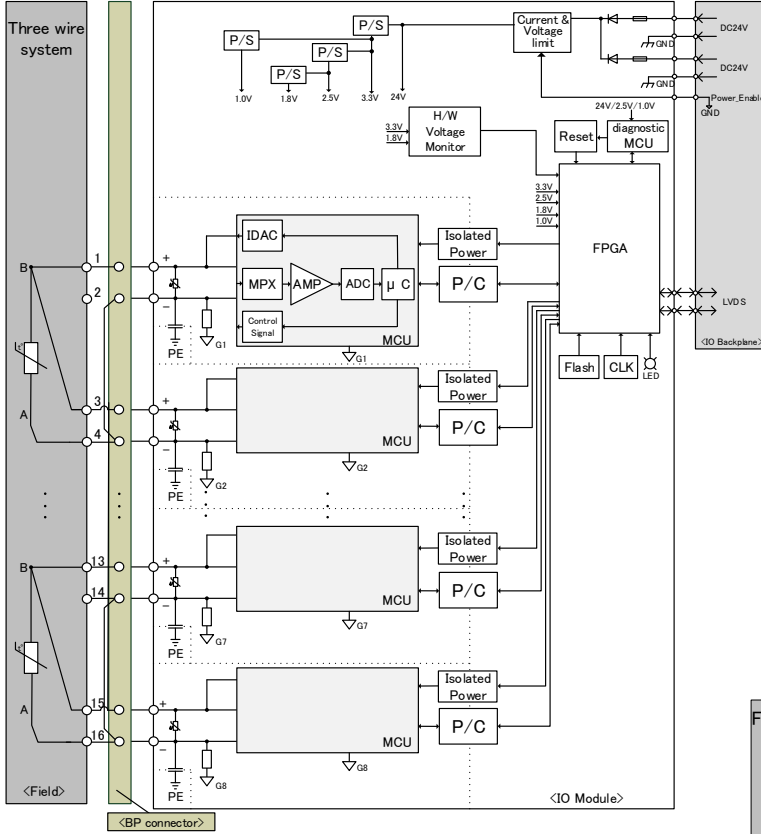 Three wire
system
P/S
P/S
P/S
P/S
1.0V
1.8V
2.5V
3.3V
24V
Current &
Voltage
limit
GND
GND
DC24V
DC24V
Power_Enable
GND
H/W
Voltage
Monitor
3.3V
1.8V
24V/2.5V/1.0V
Reset
diagnostic
MCU
3.3V
2.5V
1.8V
1.0V
FPGA
LVDS
<IO Backplane>
Flash
CLK
LED
B
1
2
+
−
PE
G1
IDAC
MPX
AMP
ADC
μ C
Control
Signal
MCU
G1
Isolated
Power
P/C
t°
A
3
4
+
−
PE
G2
MCU
G2
Isolated
Power
P/C
B
13
14
+
−
PE
G7
MCU
G7
Isolated
Power
P/C
t°
A
15
16
+
−
PE
G8
MCU
G8
Isolated
Power
P/C
<Field>
<IO Module>
<BP connector>
F